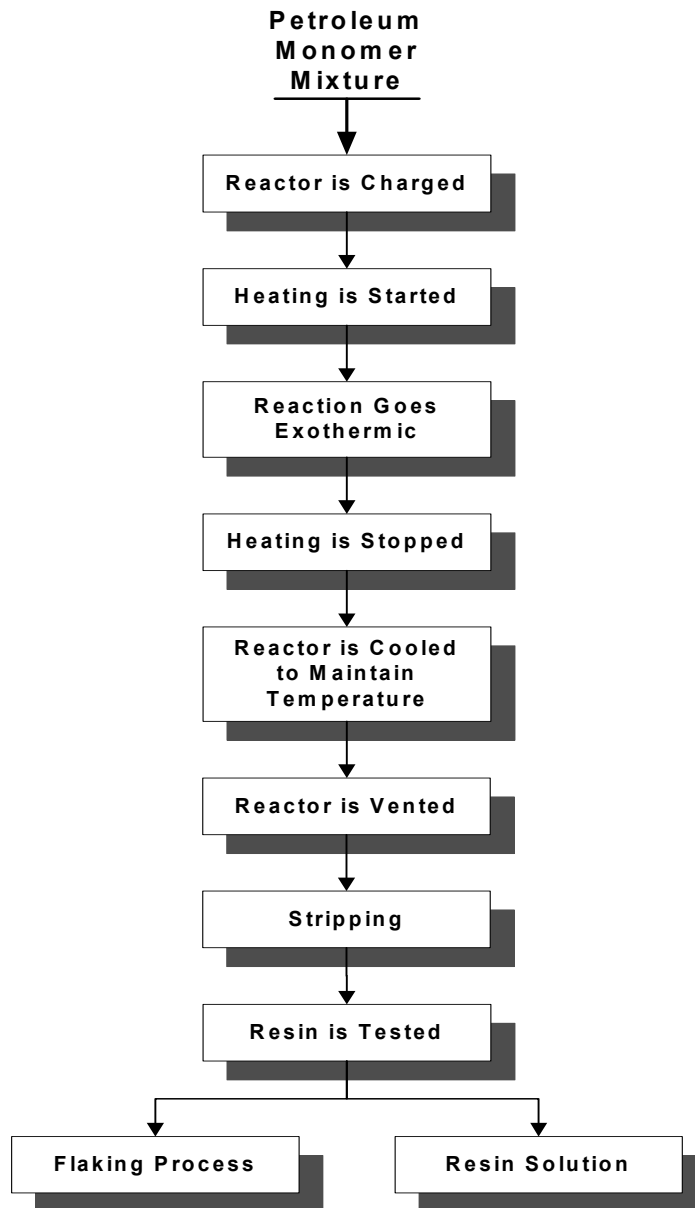 Petroleum
Monomer
Mixture
Reactor is Charged
Heating is Started
Reaction Goes
Exothermic
Heating is Stopped
Reactor is Cooled
to Maintain
Temperature
Reactor is Vented
Stripping
Resin is Tested
Flaking Process
Resin Solution